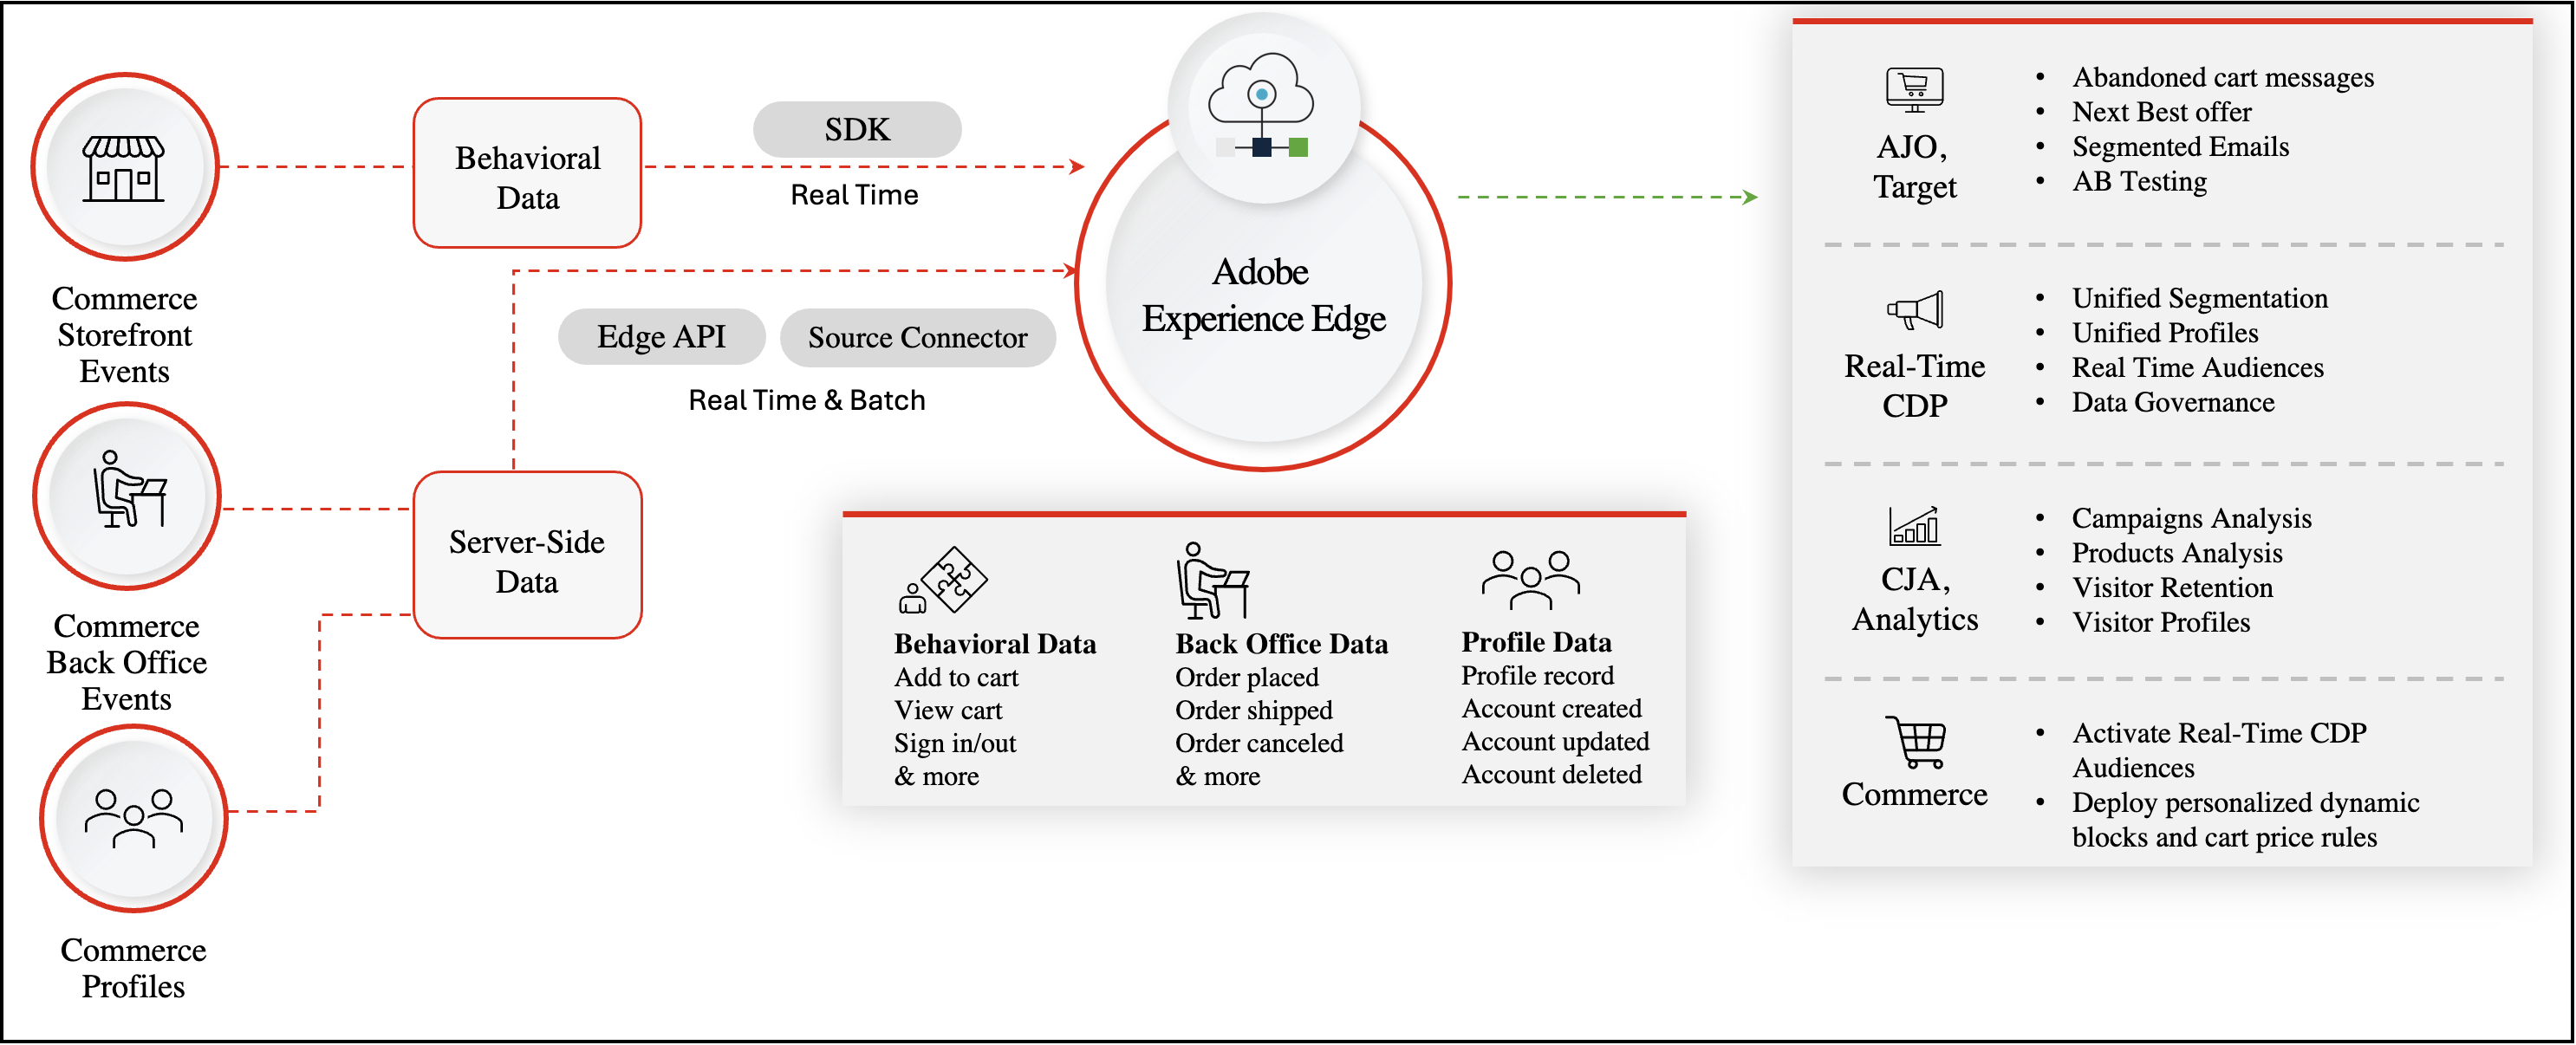 Commerce
Storefront
Events
Commerce
Back Office
Events
Commerce
Profiles
Behavioral
Data
Server-Side
Data
SDK
Real Time
Edge API
Source Connector
Real Time & Batch
Adobe
Experience Edge
Behavioral Data
Add to cart
View cart
Sign in/out
& more
Back Office Data
Order placed
Order shipped
Order canceled
& more
Profile Data
Profile record
Account created
Account updated
Account deleted
AJO,
Target
• Abandoned cart messages
• Next Best offer
• Segmented Emails
• AB Testing
Real-Time
CDP
• Unified Segmentation
• Unified Profiles
• Real Time Audiences
• Data Governance
CJA,
Analytics
• Campaigns Analysis
• Products Analysis
• Visitor Retention
• Visitor Profiles
Commerce
• Activate Real-Time CDP
Audiences
• Deploy personalized dynamic
blocks and cart price rules